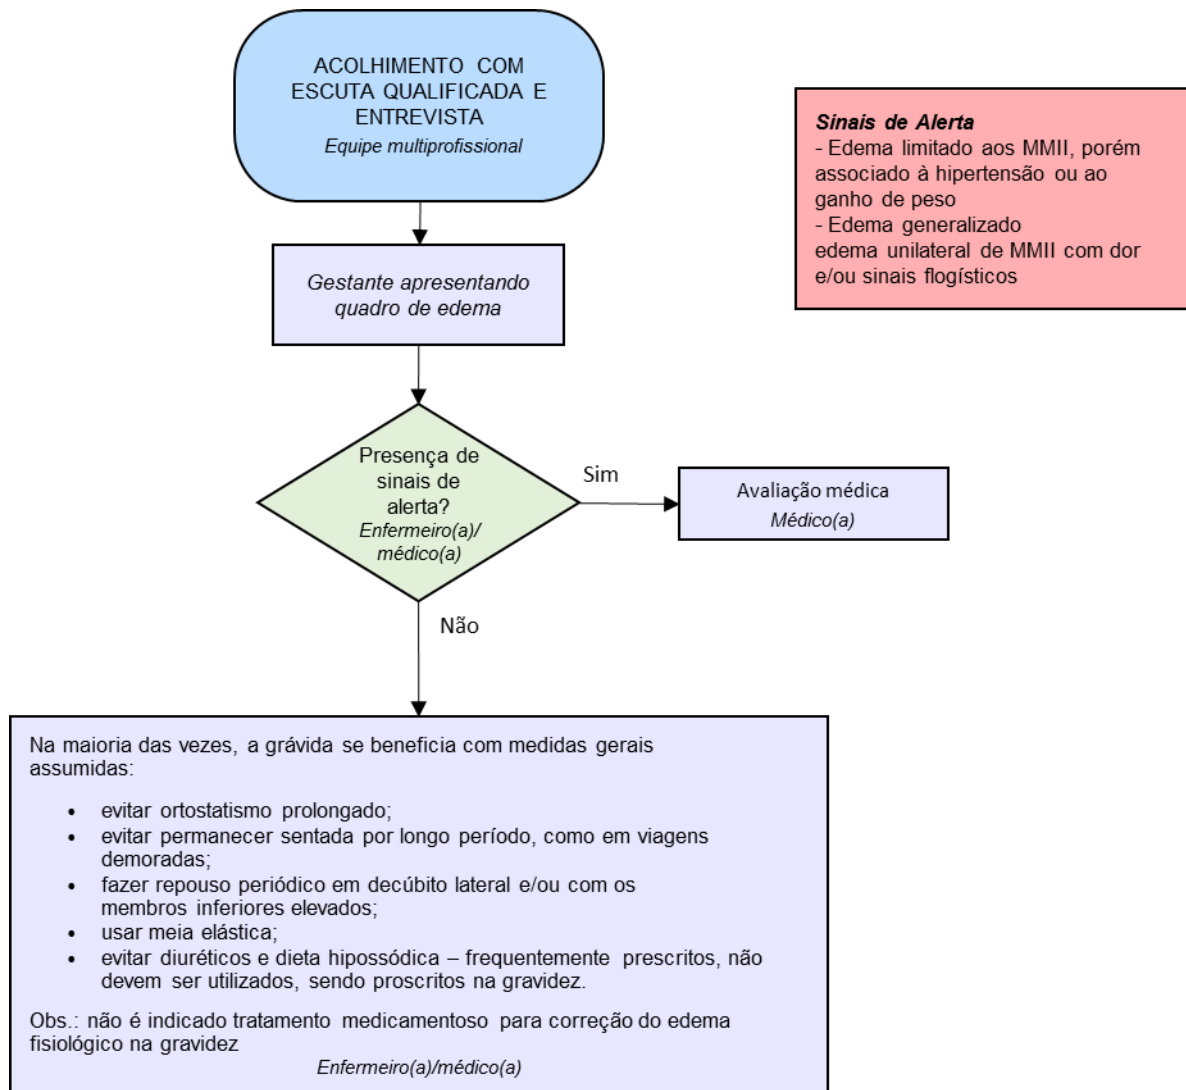 ACOLHIMENTO COM
ESCUTA QUALIFICADA E
ENTREVISTA
Equipe multiprofissional
Sinais de Alerta
- Edema limitado aos MMII, porém
associado à hipertensão ou ao
ganho de peso
- Edema generalizado
edema unilateral de MMII com dor
e/ou sinais flogísticos
Gestante apresentando
quadro de edema
Presença de
sinais de
alerta?
Enfermeiro(a)/
médico(a)
Sim
Avaliação médica
Médico(a)
Não
Na maioria das vezes, a grávida se beneficia com medidas gerais
assumidas:
• evitar ortostatismo prolongado;
• evitar permanecer sentada por longo período, como em viagens
demoradas;
• fazer repouso periódico em decúbito lateral e/ou com os
membros inferiores elevados;
• usar meia elástica;
• evitar diuréticos e dieta hipossódica – frequentemente prescritos, não
devem ser utilizados, sendo proscritos na gravidez.
Obs.: não é indicado tratamento medicamentoso para correção do edema
fisiológico na gravidez
Enfermeiro(a)/médico(a)